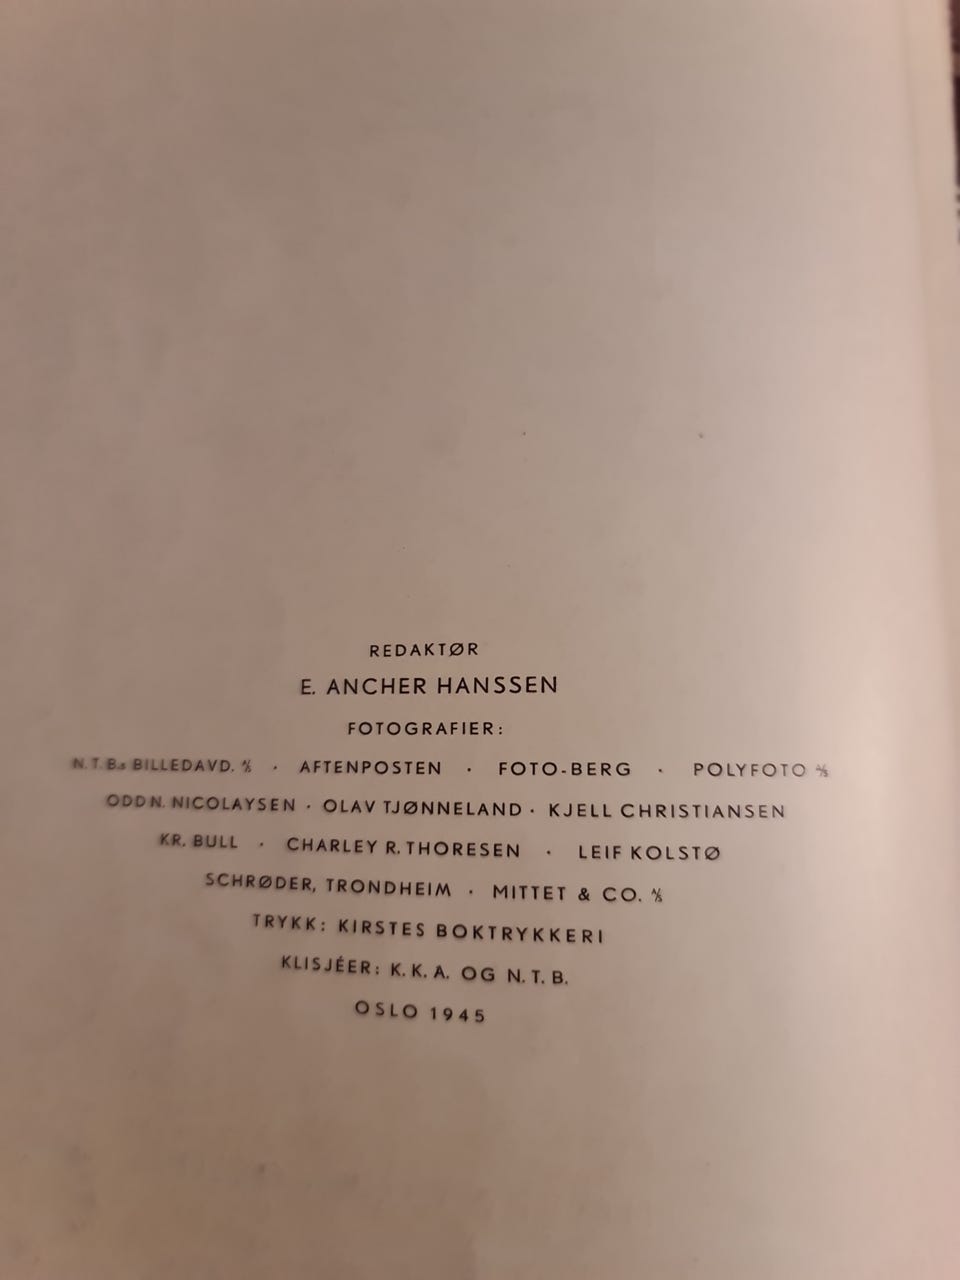 REDAKTØR
E. ANCHER HANSSEN
FOTOGRAFIER:
N.T.B.s BILLEDAVD. A/S · AFTENPOSTEN · FOTO-BERG · POLYFOTO A/S
ODD N. NICOLAYSEN · OLAV TJØNNELAND · KJELL CHRISTIANSEN
KR. BULL · CHARLEY R. THORESEN · LEIF KOLSTØ
SCHRØDER, TRONDHEIM · MITTET & CO. A/S
TRYKK: KIRSTES BOKTRYKKERI
KLISJÉER: K. K. A. OG N. T. B.
OSLO 1945